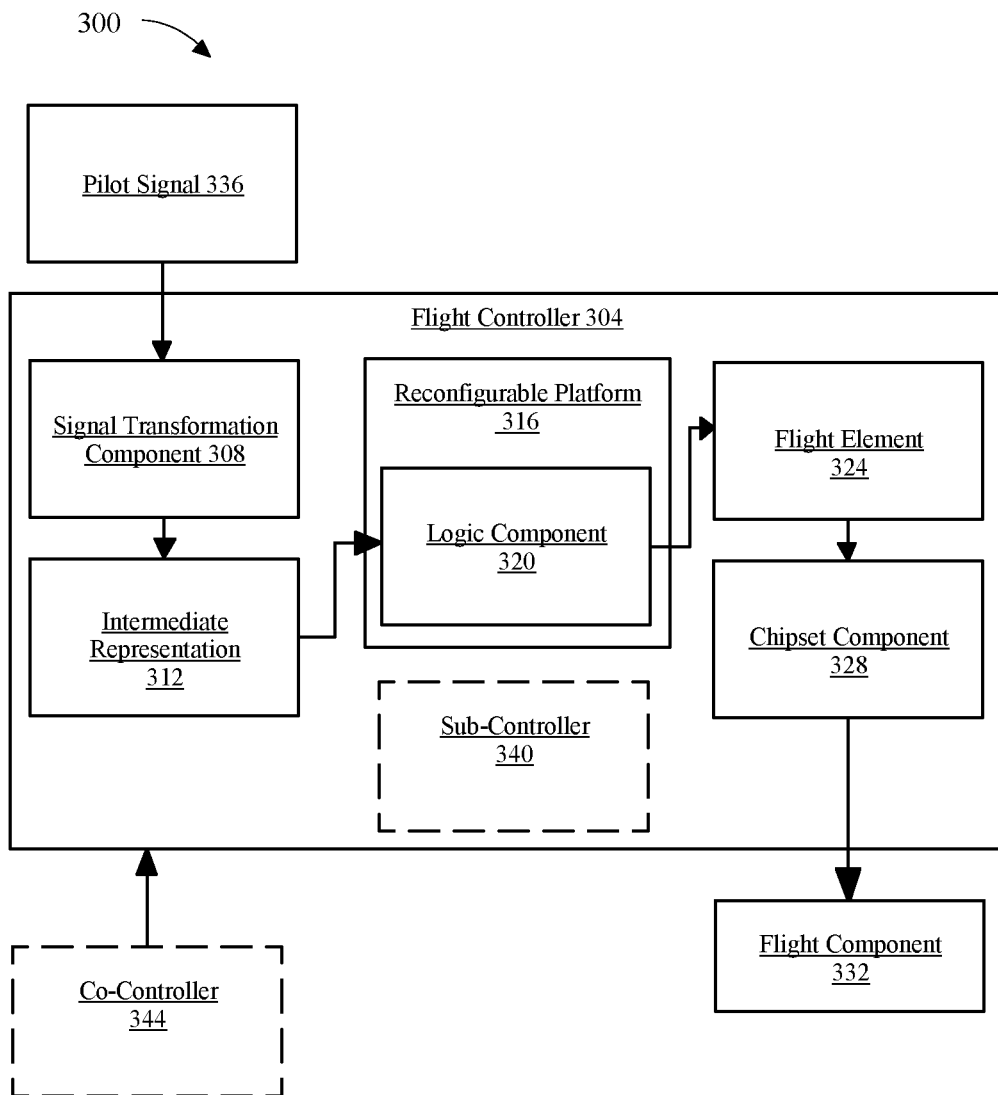 300
Pilot Signal 336
Flight Controller 304
Signal Transformation
Component 308
Reconfigurable Platform
316
Flight Element
324
Logic Component
320
Intermediate
Representation
312
Chipset Component
328
Sub-Controller
340
Flight Component
332
Co-Controller
344